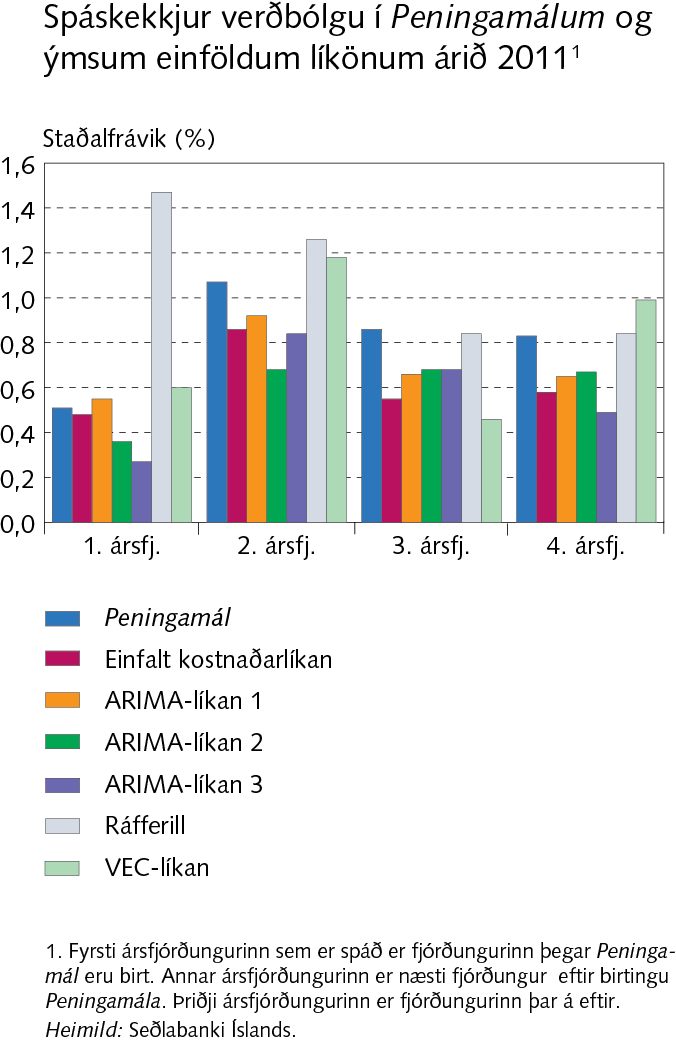 Spáskekkjur verðbólgu í Peningamálum og
ýmsum einföldum líkönum árið 2011¹
Staðalfrávik (%)
1,6
1,4
1,2
1,0
0,8
0,6
0,4
0,2
0,0
1. ársfj. 2. ársfj. 3. ársfj. 4. ársfj.
Peningamál
Einfalt kostnaðarlíkan
ARIMA-líkan 1
ARIMA-líkan 2
ARIMA-líkan 3
Ráfferill
VEC-líkan
1. Fyrsti ársfjórðungurinn sem er spáð er fjórðungurinn þegar Peninga-
mál eru birt. Annar ársfjórðungurinn er næsti fjórðungur eftir birtingu
Peningamála. Þriðji ársfjórðungurinn er fjórðungurinn þar á eftir.
Heimild: Seðlabanki Íslands.